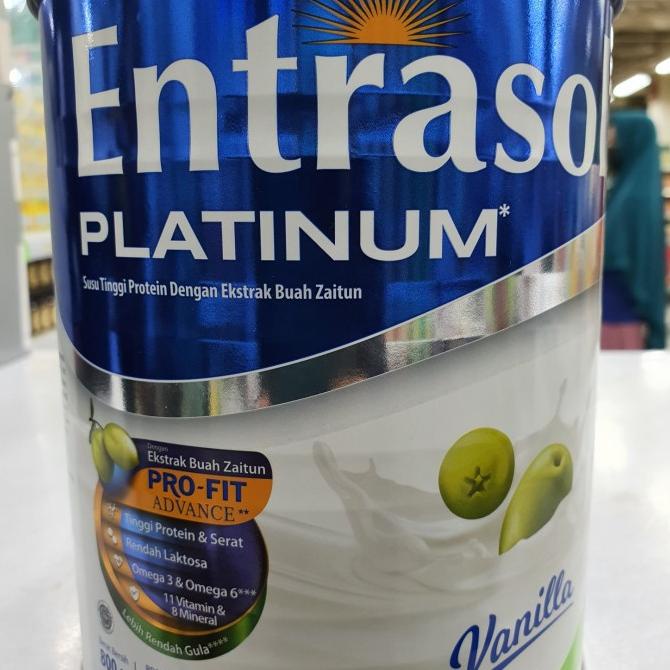 Entrasol
PLATINUM*
Susu Tinggi Protein Dengan Ekstrak Buah Zaitun
Dengan
Ekstrak Buah Zaitun
PRO-FIT
ADVANCE**
Tinggi Protein & Serat
Rendah Laktosa
Omega 3 & Omega 6***
11 Vitamin &
8 Mineral
Lebih Rendah Gula****
Vanilla
800